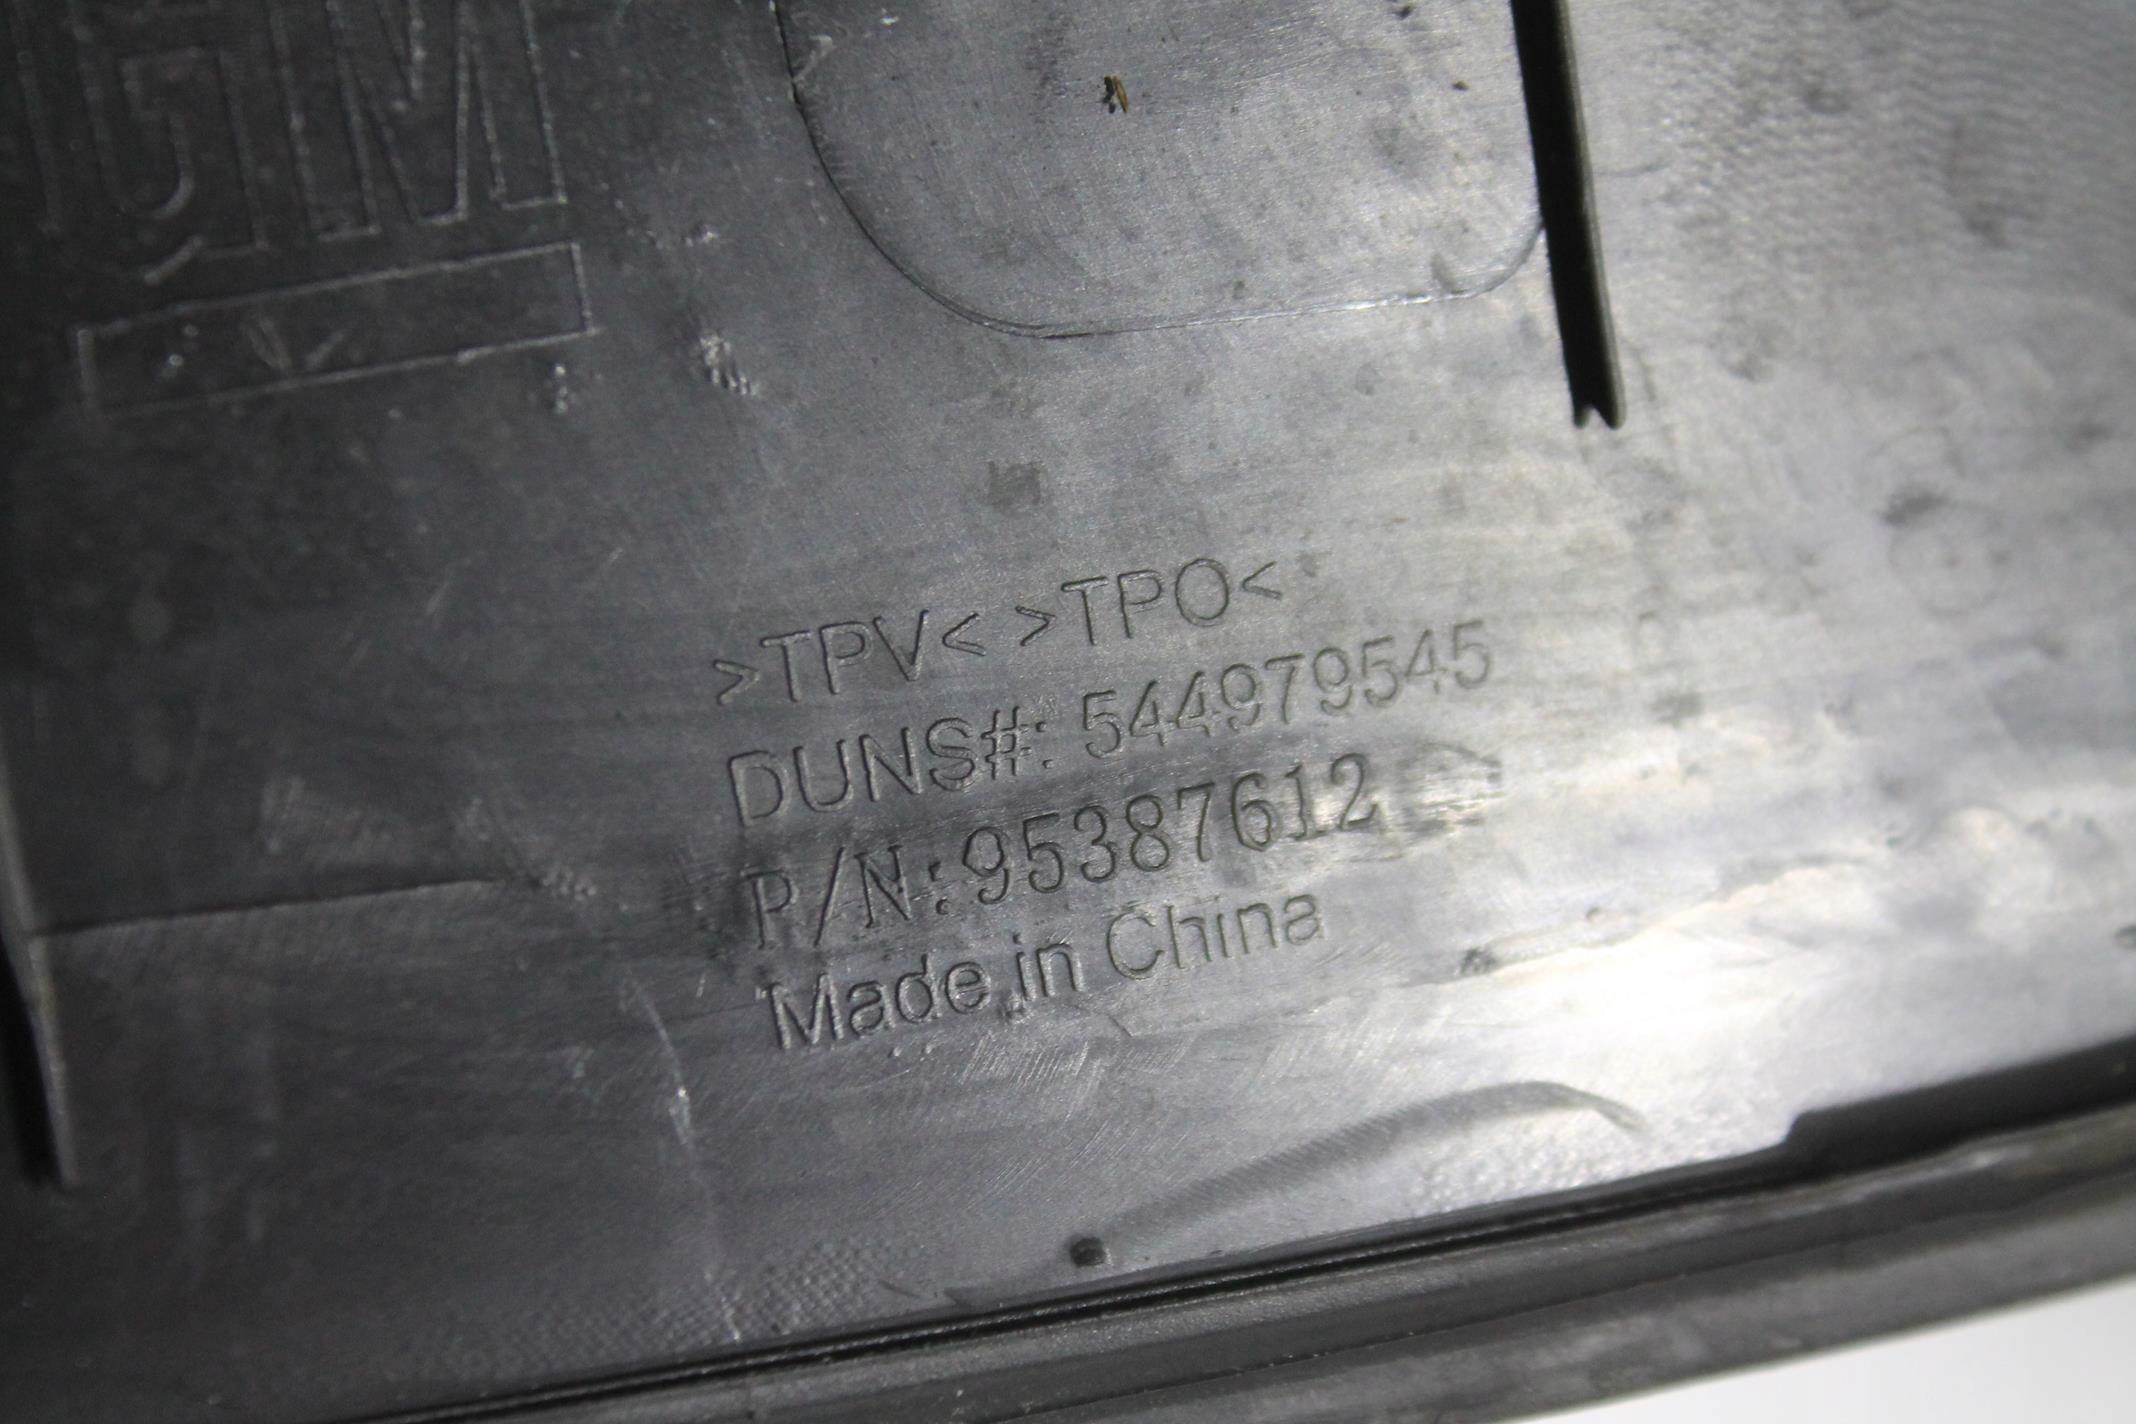 GM
>TPV< >TPO<
DUNS#: 544979545
P/N:95387612
Made in China